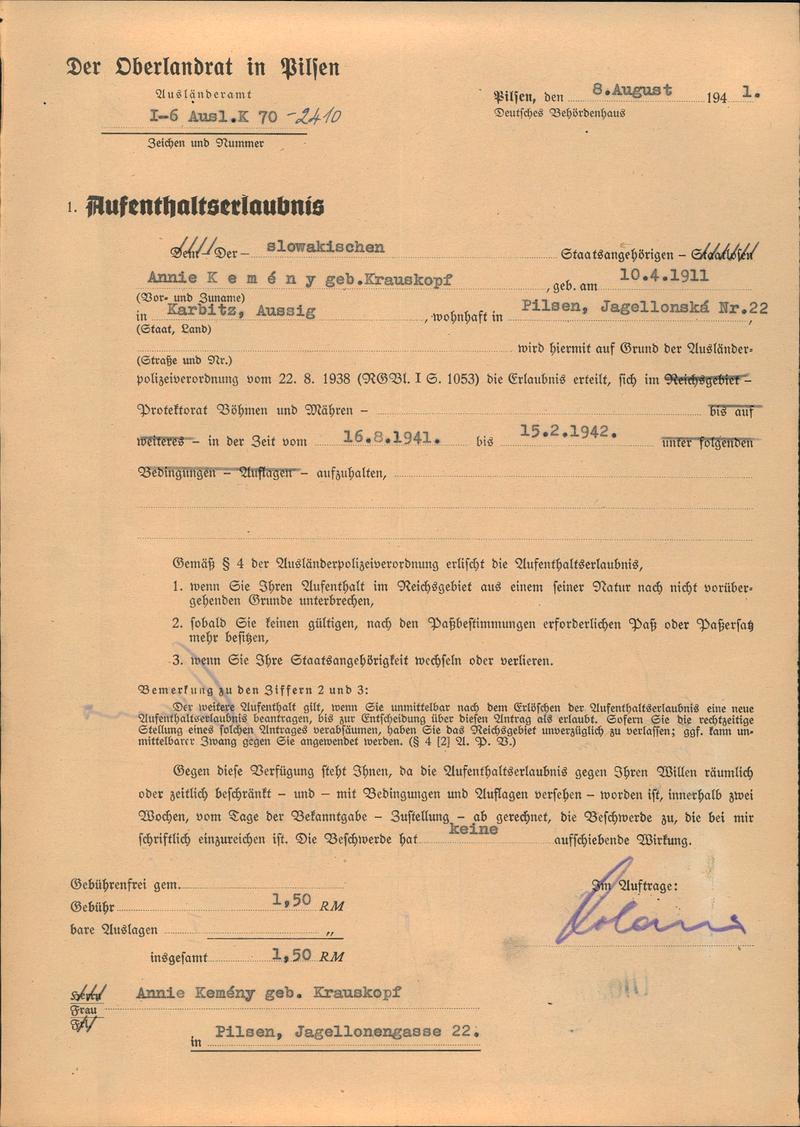 Der Oberlandrat in Pilsen
Ausländeramt
I-6 Ausl.K 70 -2410
Zeichen und Nummer
Pilsen, den 8.August 194 1.
Deutsches Behördenhaus
1. Aufenthaltserlaubnis
Dem - Der - slowakischen Staatsangehörigen - Staatlosen
Annie K e m é n y geb.Krauskopf, geb. am 10.4.1911
(Vor- und Zuname)
in Karbitz, Aussig, wohnhaft in Pilsen, Jagellonská Nr.22,
(Staat, Land)
wird hiermit auf Grund der Ausländer-
(Straße und Nr.)
polizeiverordnung vom 22. 8. 1938 (RGBl. I S. 1053) die Erlaubnis erteilt, sich im Reichsgebiet -
Protektorat Böhmen und Mähren - bis auf
weiteres - in der Zeit vom 16.8.1941. bis 15.2.1942. unter folgenden
Bedingungen - Auflagen - aufzuhalten,
Gemäß § 4 der Ausländerpolizeiverordnung erlischt die Aufenthaltserlaubnis,
1. wenn Sie Ihren Aufenthalt im Reichsgebiet aus einem seiner Natur nach nicht vorüber-
gehenden Grunde unterbrechen,
2. sobald Sie keinen gültigen, nach den Paßbestimmungen erforderlichen Paß oder Paßersatz
mehr besitzen,
3. wenn Sie Ihre Staatsangehörigkeit wechseln oder verlieren.
Bemerkung zu den Ziffern 2 und 3:
Der weitere Aufenthalt gilt, wenn Sie unmittelbar nach dem Erlöschen der Aufenthaltserlaubnis eine neue
Aufenthaltserlaubnis beantragen, bis zur Entscheidung über diesen Antrag als erlaubt. Sofern Sie die rechtzeitige
Stellung eines solchen Antrages verabsäumen, haben Sie das Reichsgebiet unverzüglich zu verlassen; ggf. kann un-
mittelbarer Zwang gegen Sie angewendet werden. (§ 4 [2] A. P. V.)
Gegen diese Verfügung steht Ihnen, da die Aufenthaltserlaubnis gegen Ihren Willen räumlich
oder zeitlich beschränkt - und - mit Bedingungen und Auflagen versehen - worden ist, innerhalb zwei
Wochen, vom Tage der Bekanntgabe - Zustellung - ab gerechnet, die Beschwerde zu, die bei mir
schriftlich einzureichen ist. Die Beschwerde hat keine aufschiebende Wirkung.
Gebührenfrei gem.
Im Auftrage:
Gebühr 1,50 RM
bare Auslagen „
insgesamt 1,50 RM
Herrn
Annie Kemény geb. Krauskopf
Frau
in Pilsen, Jagellonengasse 22.